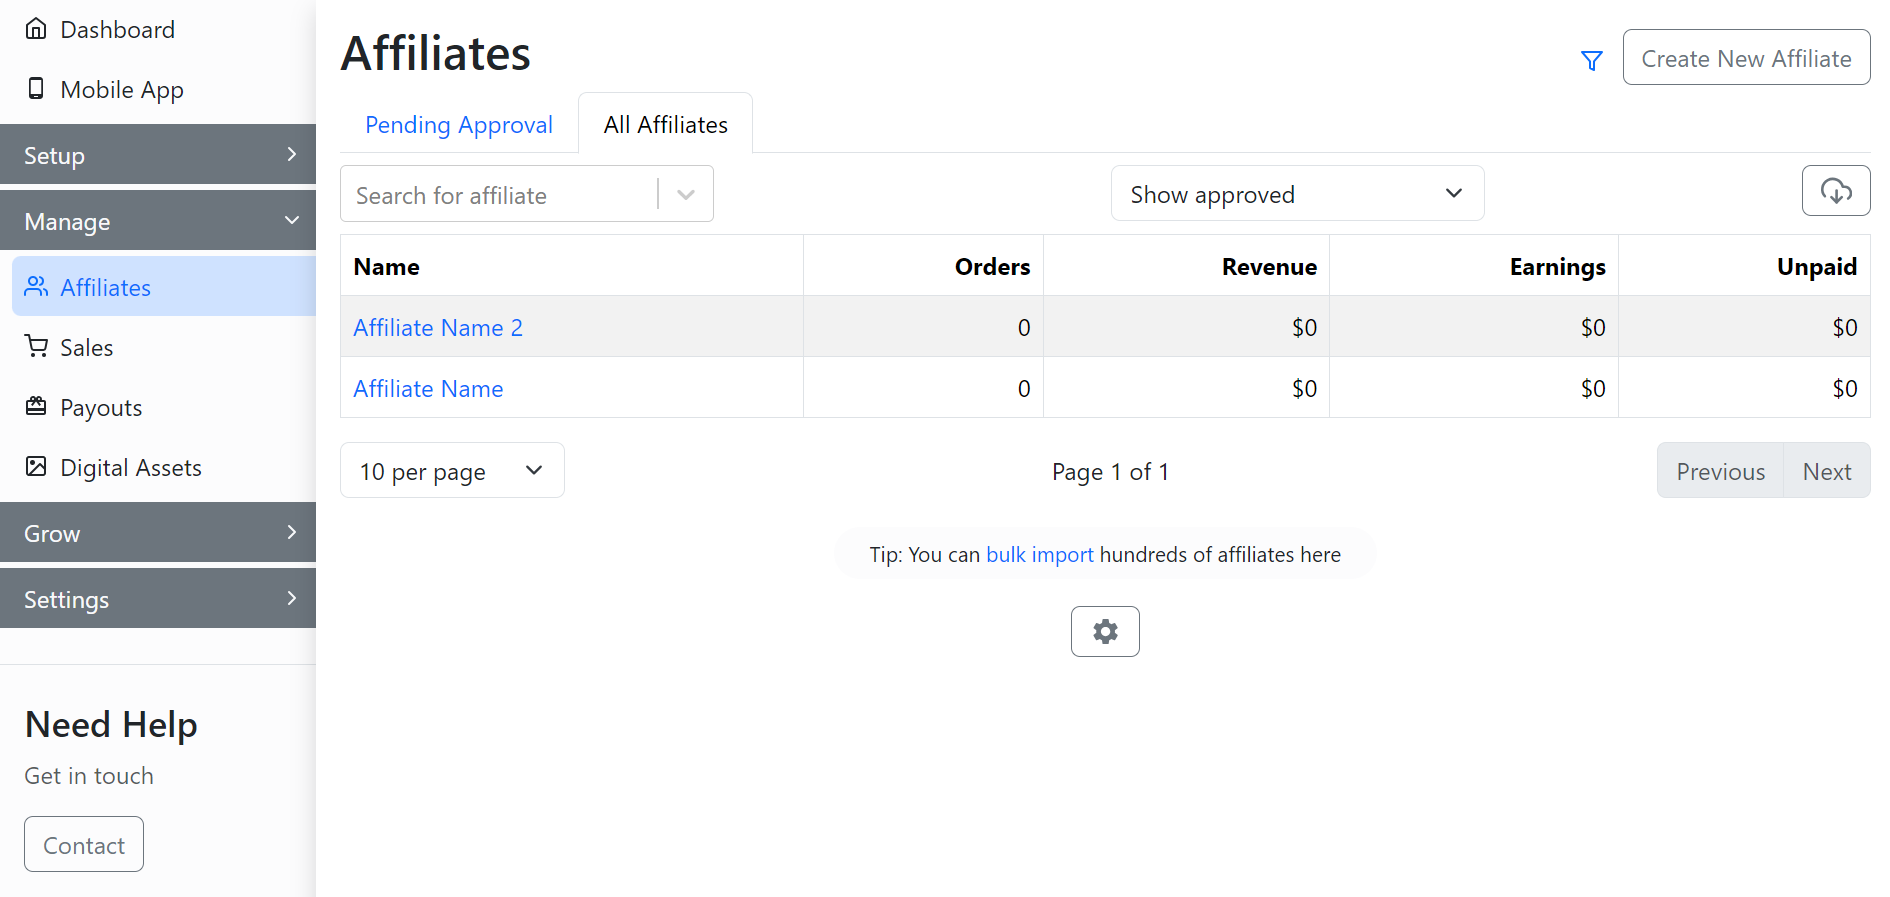 Dashboard
Mobile App
Setup
Manage
Affiliates
Sales
Payouts
Digital Assets
Grow
Settings
Need Help
Get in touch
Contact
Affiliates
Create New Affiliate
Pending Approval
All Affiliates
Search for affiliate
Show approved
Name Orders Revenue Earnings Unpaid
Affiliate Name 2 0 $0 $0 $0
Affiliate Name 0 $0 $0 $0
10 per page
Page 1 of 1
Previous
Next
Tip: You can bulk import hundreds of affiliates here